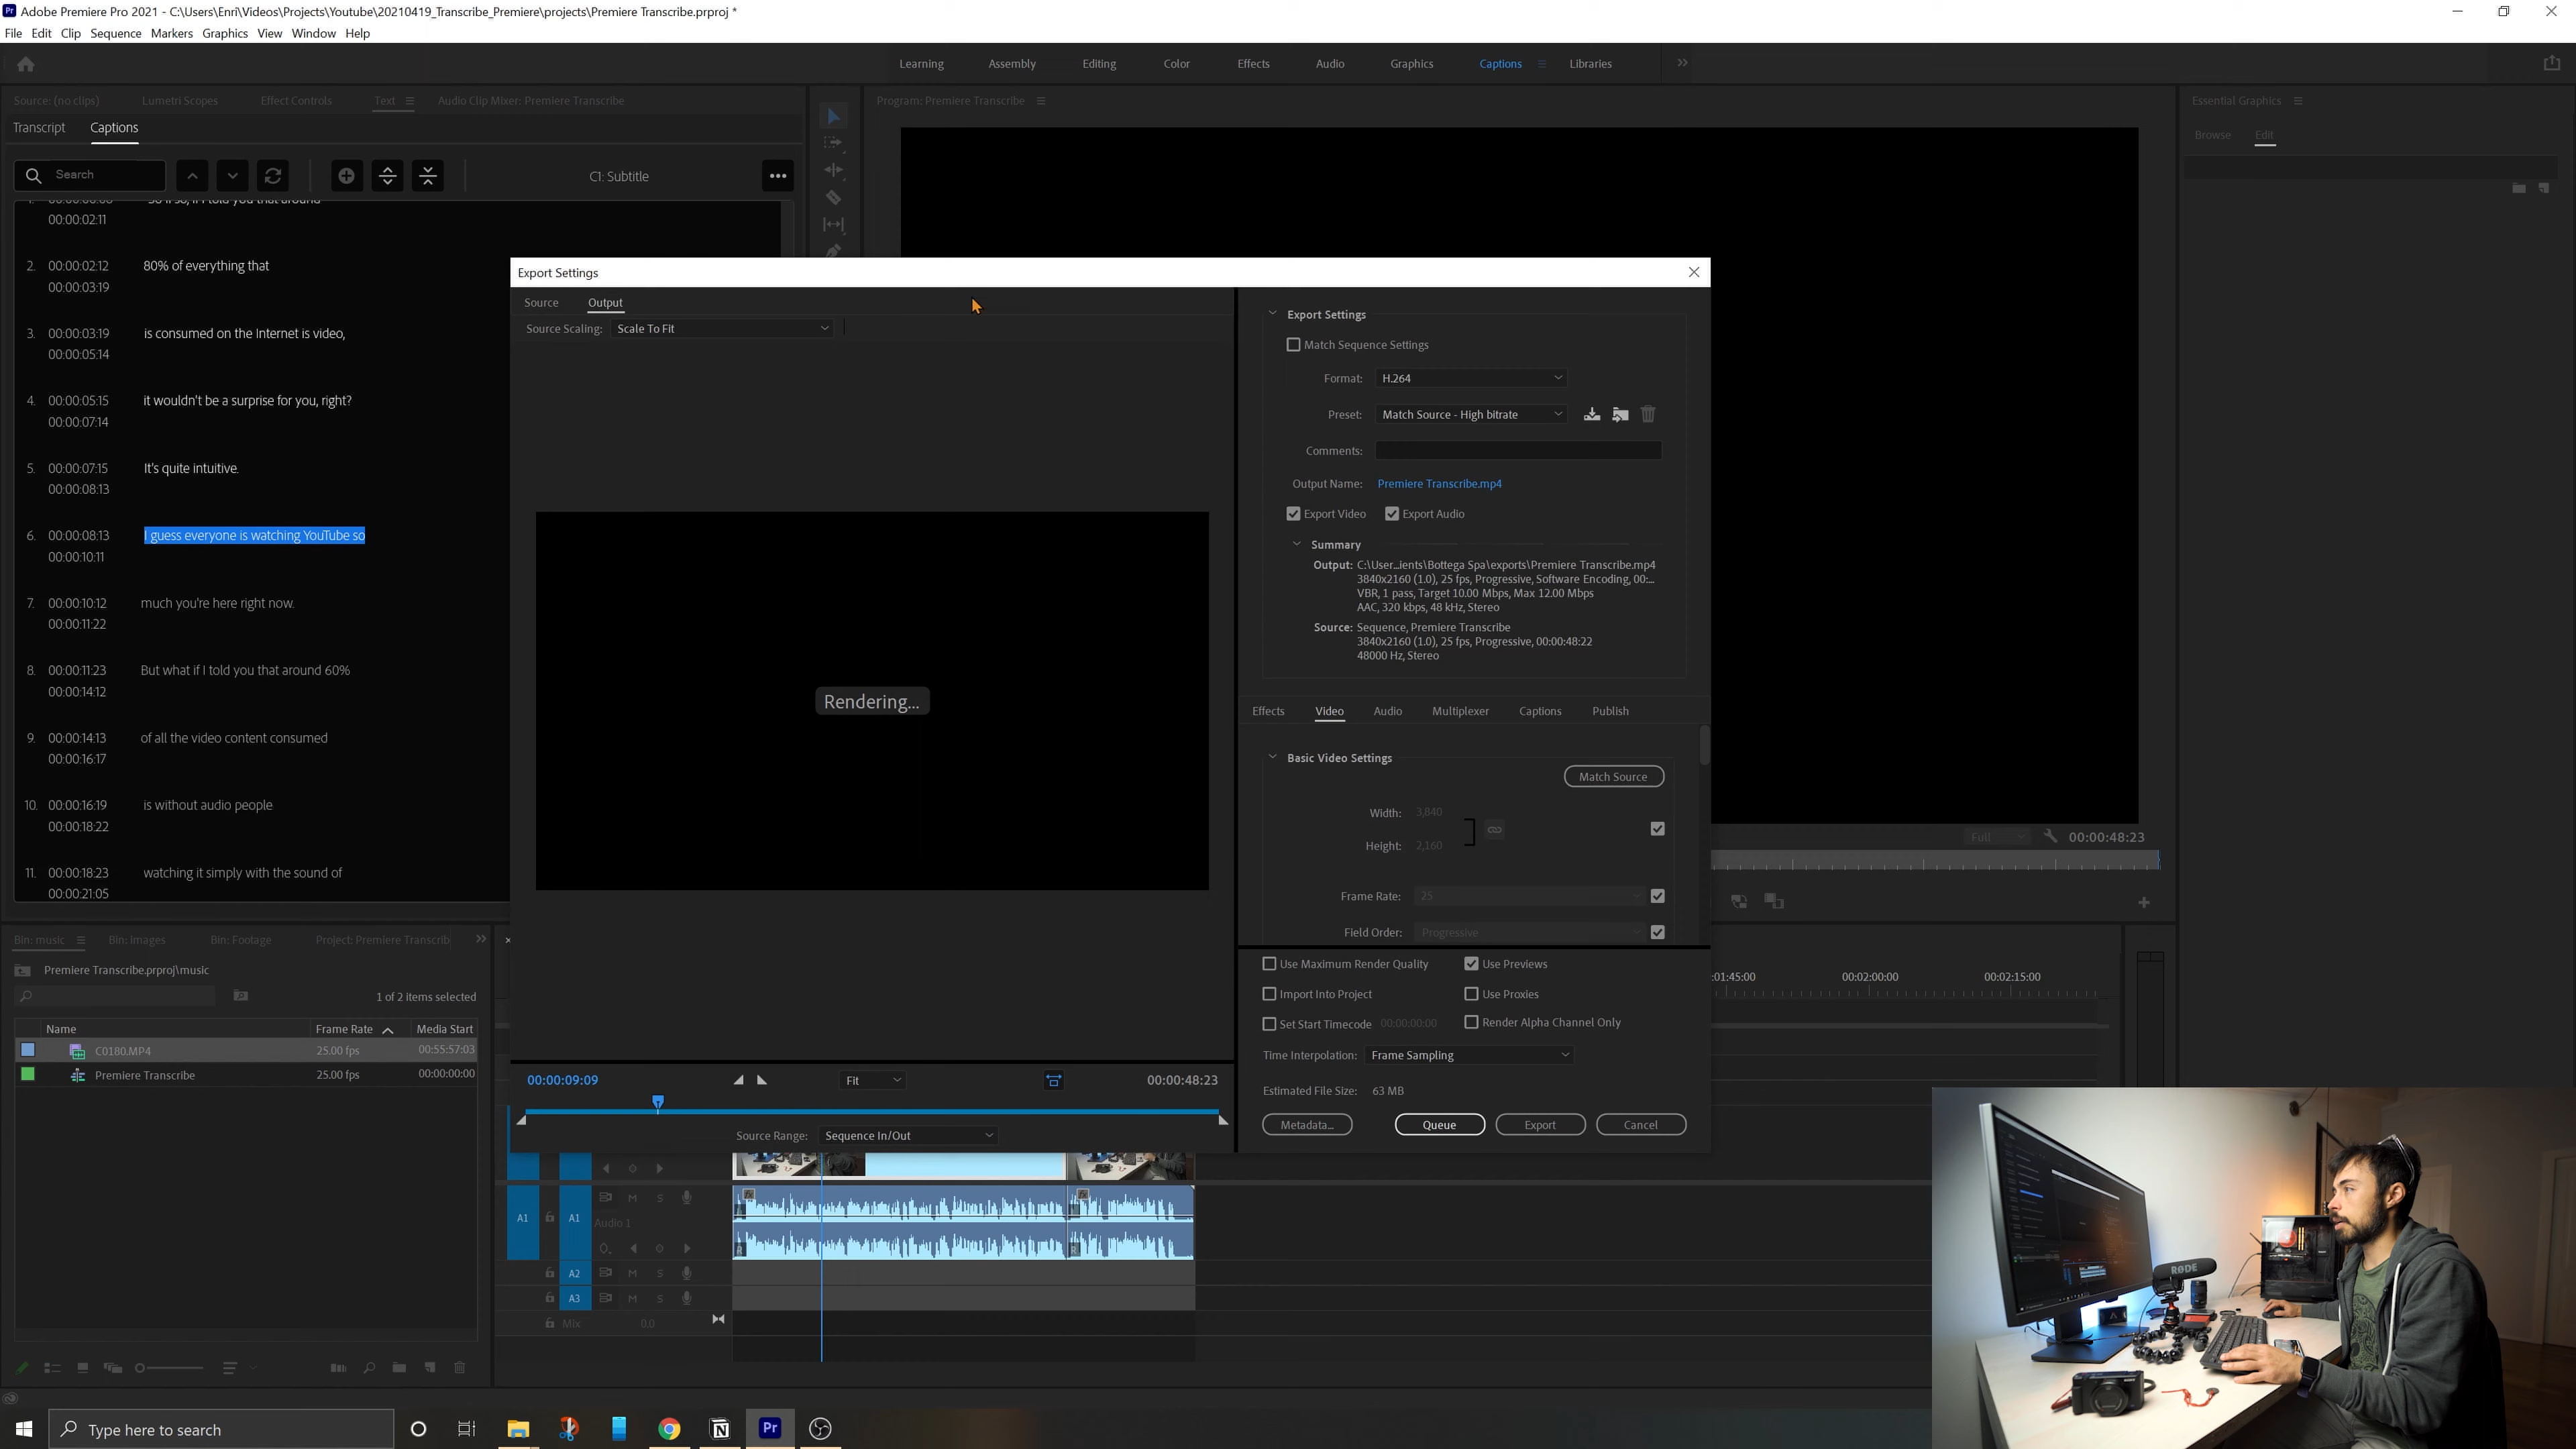 Adobe Premiere Pro 2021 - C:\Users\Enri\Videos\Projects\Youtube\20210419_Transcribe_Premiere\projects\Premiere Transcribe.prproj *
File Edit Clip Sequence Markers Graphics View Window Help
Learning Assembly Editing Color Effects Audio Graphics Captions Libraries
Source: (no clips) Lumetri Scopes Effect Controls Text Audio Clip Mixer: Premiere Transcribe
Transcript Captions
Search
C1: Subtitle
1. 00:00:00:00 So if so, if I told you that around
00:00:02:11
2. 00:00:02:12 80% of everything that
00:00:03:19
3. 00:00:03:19 is consumed on the Internet is video,
00:00:05:14
4. 00:00:05:15 it wouldn't be a surprise for you, right?
00:00:07:14
5. 00:00:07:15 It's quite intuitive.
00:00:08:13
6. 00:00:08:13 I guess everyone is watching YouTube so
00:00:10:11
7. 00:00:10:12 much you're here right now.
00:00:11:22
8. 00:00:11:23 But what if I told you that around 60%
00:00:14:12
9. 00:00:14:13 of all the video content consumed
00:00:16:17
10. 00:00:16:19 is without audio people
00:00:18:22
11. 00:00:18:23 watching it simply with the sound of
00:00:21:05
Program: Premiere Transcribe
Essential Graphics
Browse Edit
Full 00:00:48:23
Export Settings
Source Output
Source Scaling: Scale To Fit
Rendering...
00:00:09:09 Fit 00:00:48:23
Source Range: Sequence In/Out
Export Settings
Match Sequence Settings
Format: H.264
Preset: Match Source - High bitrate
Comments:
Output Name: Premiere Transcribe.mp4
Export Video Export Audio
Summary
Output: C:\User...ients\Bottega Spa\exports\Premiere Transcribe.mp4
3840x2160 (1.0), 25 fps, Progressive, Software Encoding, 00:...
VBR, 1 pass, Target 10.00 Mbps, Max 12.00 Mbps
AAC, 320 kbps, 48 kHz, Stereo
Source: Sequence, Premiere Transcribe
3840x2160 (1.0), 25 fps, Progressive, 00:00:48:22
48000 Hz, Stereo
Effects Video Audio Multiplexer Captions Publish
Basic Video Settings
Match Source
Width: 3,840
Height: 2,160
Frame Rate: 25
Field Order: Progressive
Use Maximum Render Quality Use Previews
Import Into Project Use Proxies
Set Start Timecode 00:00:00:00 Render Alpha Channel Only
Time Interpolation: Frame Sampling
Estimated File Size: 63 MB
Metadata... Queue Export Cancel
Bin: music Bin: Images Bin: Footage Project: Premiere Transcrib
Premiere Transcribe.prproj\music
1 of 2 items selected
Name Frame Rate Media Start
C0180.MP4 25.00 fps 00:55:57:03
Premiere Transcribe 25.00 fps 00:00:00:00
:01:45:00 00:02:00:00 00:02:15:00
A1 A1 M S
Audio 1
A2 M S
A3 M S
Mix 0.0
RØDE
Type here to search
Pr